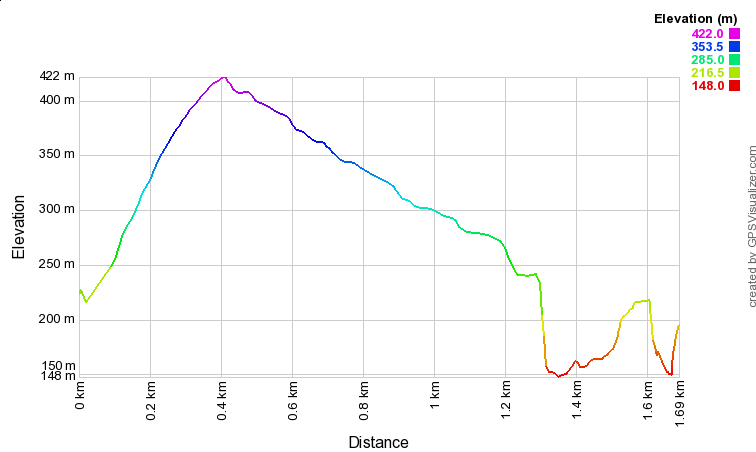 Elevation (m)
422.0
353.5
285.0
216.5
148.0
422 m
400 m
350 m
300 m
250 m
200 m
150 m
148 m
Elevation
0 km
0.2 km
0.4 km
0.6 km
0.8 km
1 km
1.2 km
1.4 km
1.6 km
1.69 km
Distance
created by GPSVisualizer.com